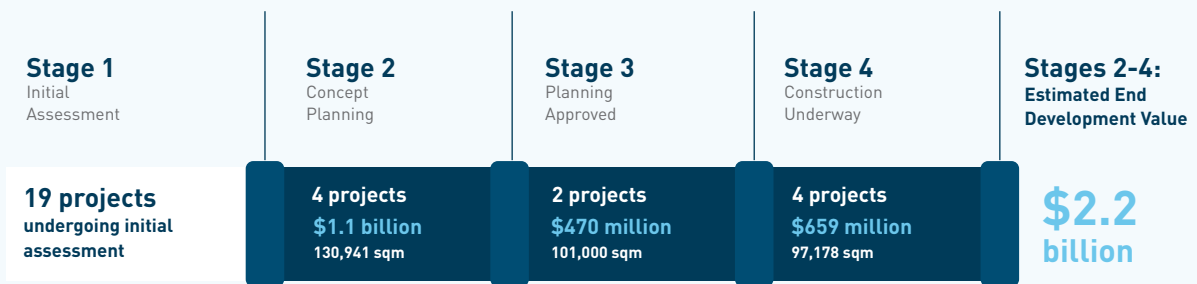 Stage 1
Initial
Assessment
19 projects
undergoing initial
assessment
Stage 2
Concept
Planning
4 projects
$1.1 billion
130,941 sqm
Stage 3
Planning
Approved
2 projects
$470 million
101,000 sqm
Stage 4
Construction
Underway
4 projects
$659 million
97,178 sqm
Stages 2-4:
Estimated End
Development Value
$2.2
billion